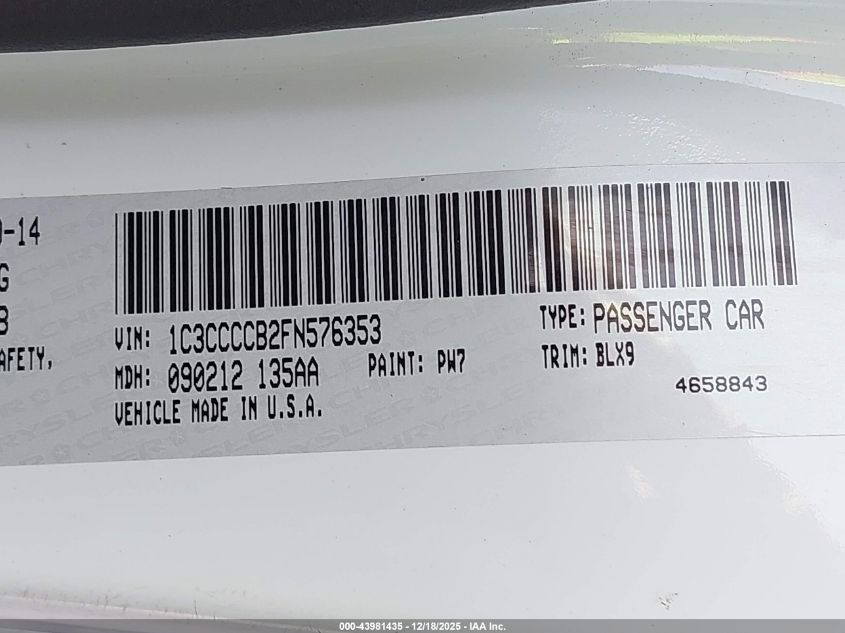 -14
G
AFETY,
VIN: 1C3CCCCB2FN576353
TYPE: PASSENGER CAR
MDH: 090212 135AA
PAINT: PW7
TRIM: BLX9
VEHICLE MADE IN U.S.A.
4658843
000-43981435 - 12/18/2025 - IAA Inc.